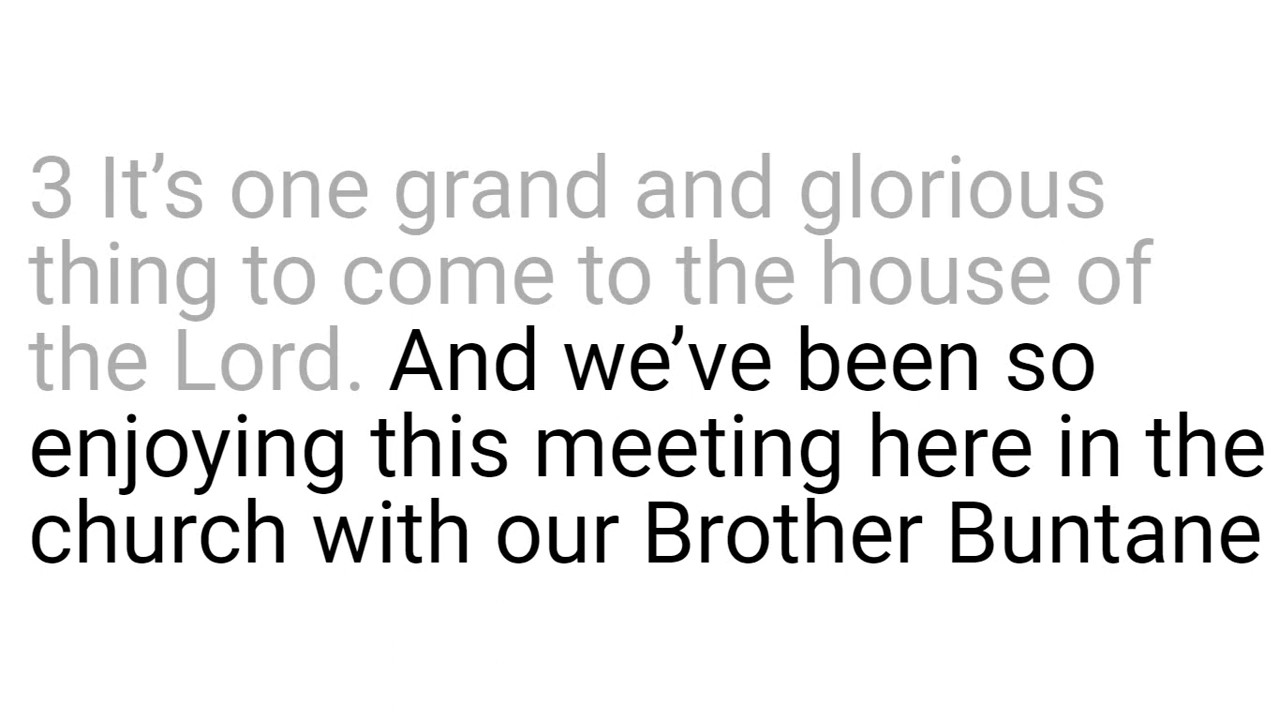 3 It’s one grand and glorious
thing to come to the house of
the Lord. And we’ve been so
enjoying this meeting here in the
church with our Brother Buntane